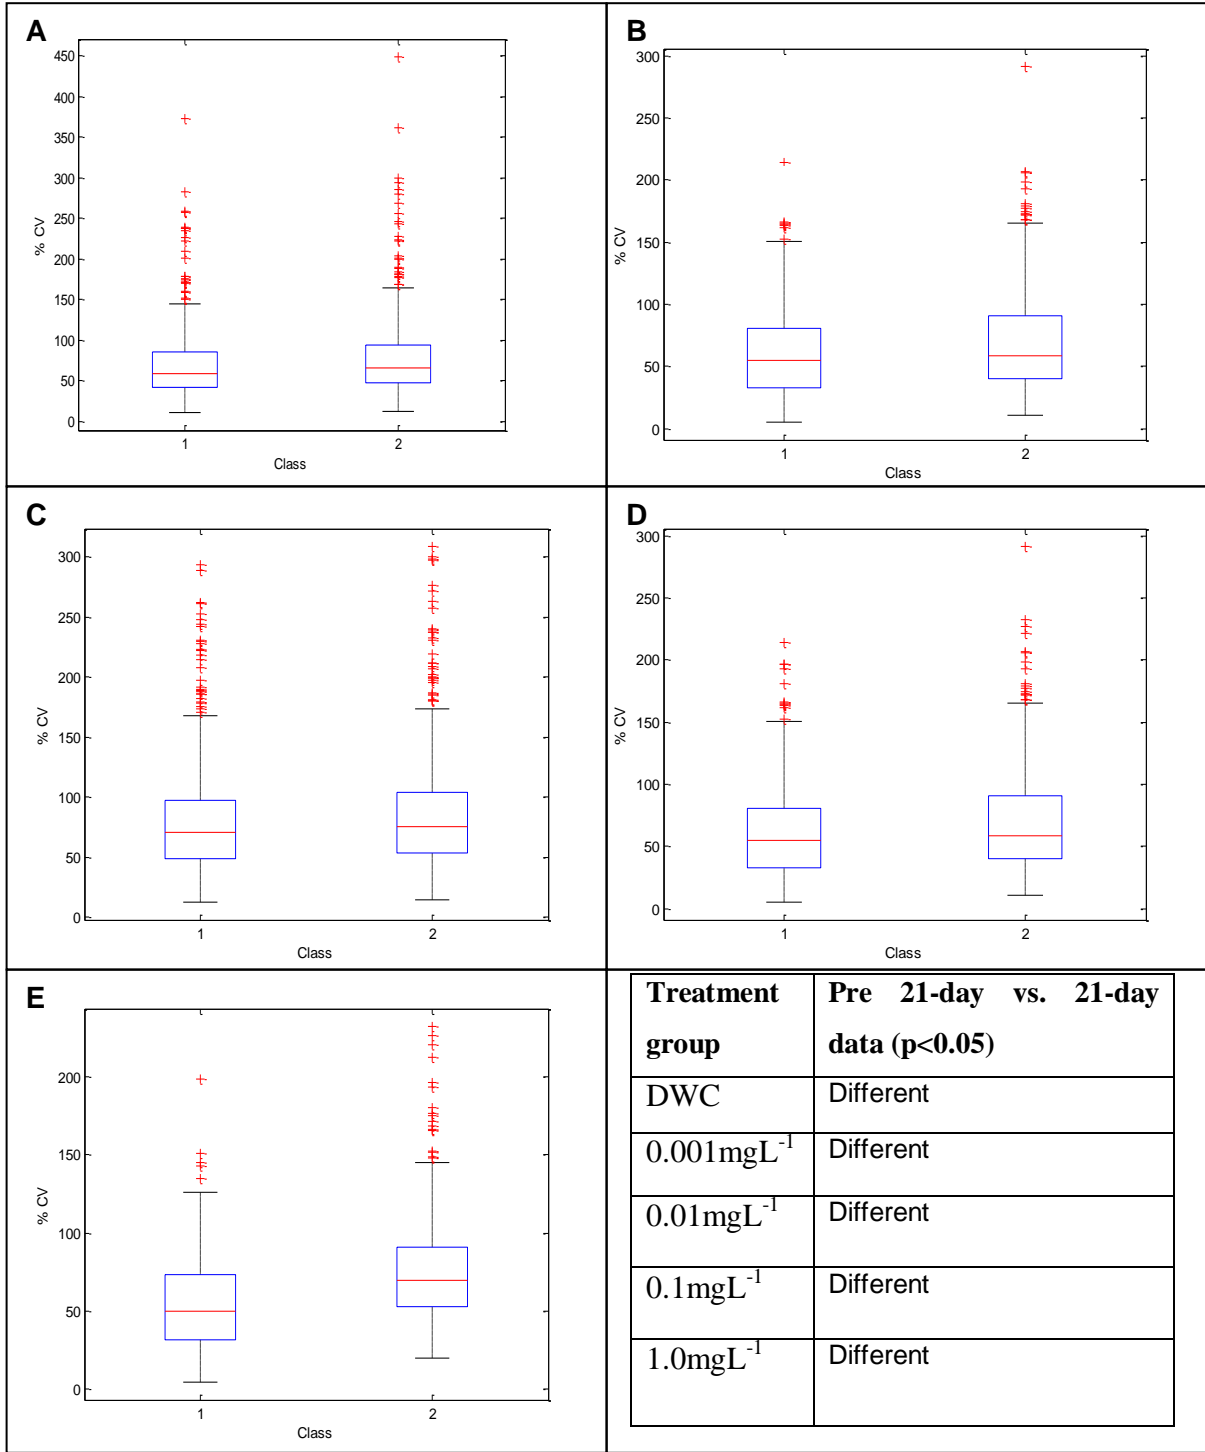 A
450
400
350
300
250
200
150
100
50
0
% CV
1 2
Class
B
300
250
200
150
100
50
0
% CV
1 2
Class
C
300
250
200
150
100
50
0
% CV
1 2
Class
D
300
250
200
150
100
50
0
% CV
1 2
Class
E
200
150
100
50
0
% CV
1 2
Class
Treatment group
Pre 21-day vs. 21-day data (p<0.05)
DWC Different
0.001mgL⁻¹ Different
0.01mgL⁻¹ Different
0.1mgL⁻¹ Different
1.0mgL⁻¹ Different